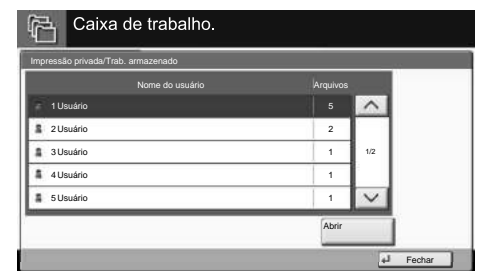 Caixa de trabalho.
Impressão privada/Trab. armazenado
Nome do usuário Arquivos
1 Usuário 5
2 Usuário 2
3 Usuário 1
1/2
4 Usuário 1
5 Usuário 1
Abrir
Fechar